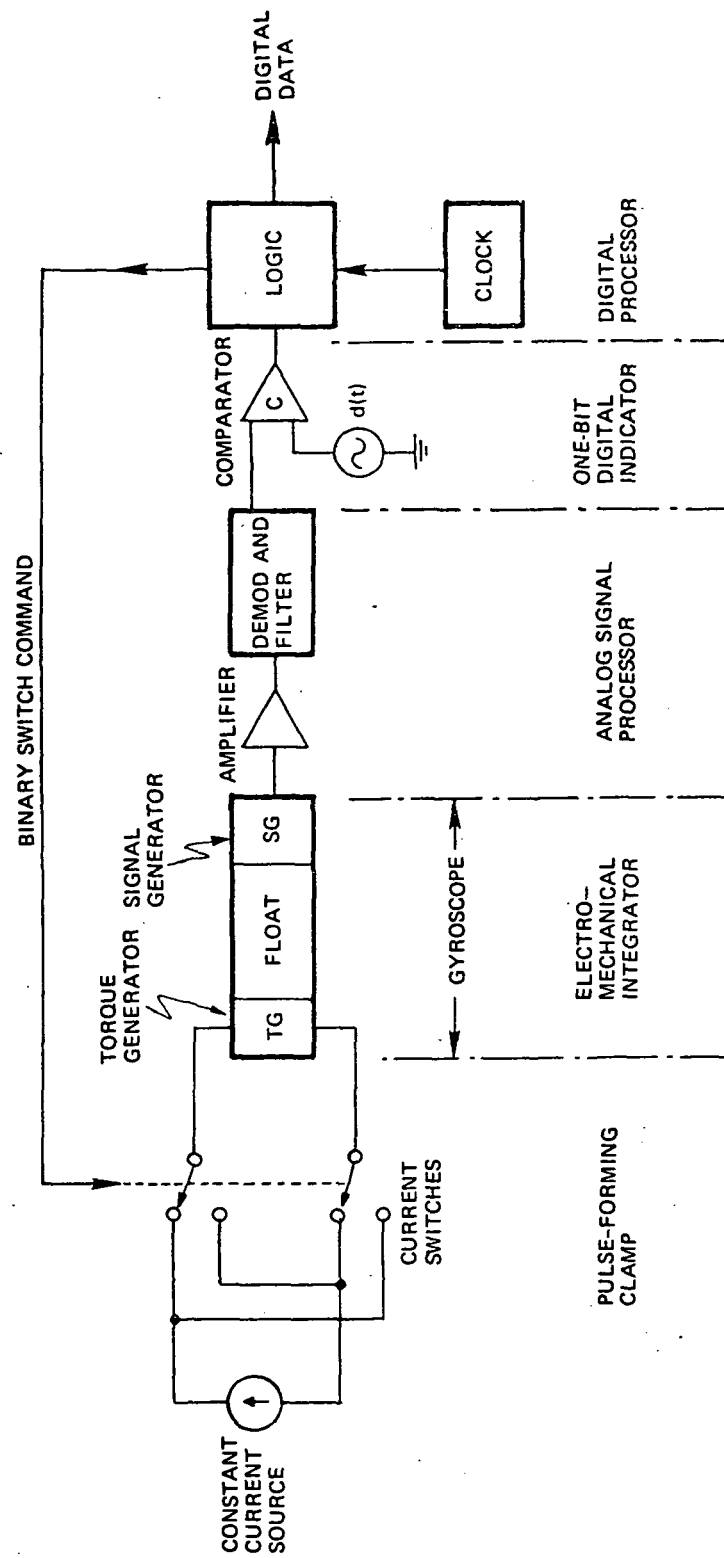 BINARY SWITCH COMMAND
CONSTANT
CURRENT
SOURCE
CURRENT
SWITCHES
TORQUE
GENERATOR
SIGNAL
GENERATOR
TG
FLOAT
SG
AMPLIFIER
DEMOD AND
FILTER
COMPARATOR
C
d(t)
LOGIC
CLOCK
DIGITAL
DATA
GYROSCOPE
PULSE-FORMING
CLAMP
ELECTRO-
MECHANICAL
INTEGRATOR
ANALOG SIGNAL
PROCESSOR
ONE-BIT
DIGITAL
INDICATOR
DIGITAL
PROCESSOR